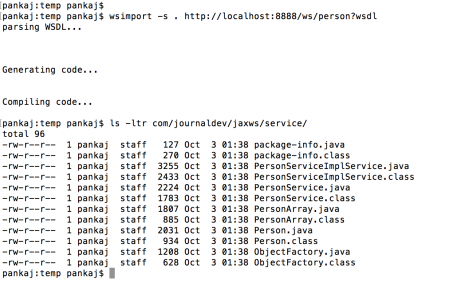 pankaj:temp pankaj$
pankaj:temp pankaj$ wsimport -s . http://localhost:8888/ws/person?wsdl
parsing WSDL...
Generating code...
Compiling code...
pankaj:temp pankaj$ ls -ltr com/journaldev/jaxws/service/
total 96
-rw-r--r-- 1 pankaj staff 127 Oct 3 01:38 package-info.java
-rw-r--r-- 1 pankaj staff 270 Oct 3 01:38 package-info.class
-rw-r--r-- 1 pankaj staff 3255 Oct 3 01:38 PersonServiceImplService.java
-rw-r--r-- 1 pankaj staff 2433 Oct 3 01:38 PersonServiceImplService.class
-rw-r--r-- 1 pankaj staff 2224 Oct 3 01:38 PersonService.java
-rw-r--r-- 1 pankaj staff 1783 Oct 3 01:38 PersonService.class
-rw-r--r-- 1 pankaj staff 1807 Oct 3 01:38 PersonArray.java
-rw-r--r-- 1 pankaj staff 885 Oct 3 01:38 PersonArray.class
-rw-r--r-- 1 pankaj staff 2031 Oct 3 01:38 Person.java
-rw-r--r-- 1 pankaj staff 934 Oct 3 01:38 Person.class
-rw-r--r-- 1 pankaj staff 1208 Oct 3 01:38 ObjectFactory.java
-rw-r--r-- 1 pankaj staff 628 Oct 3 01:38 ObjectFactory.class
pankaj:temp pankaj$